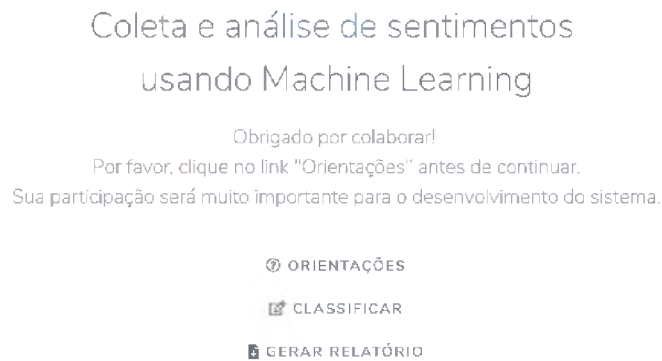 Coleta e análise de sentimentos
usando Machine Learning
Obrigado por colaborar!
Por favor, clique no link "Orientações" antes de continuar.
Sua participação será muito importante para o desenvolvimento do sistema.
ORIENTAÇÕES
CLASSIFICAR
GERAR RELATÓRIO